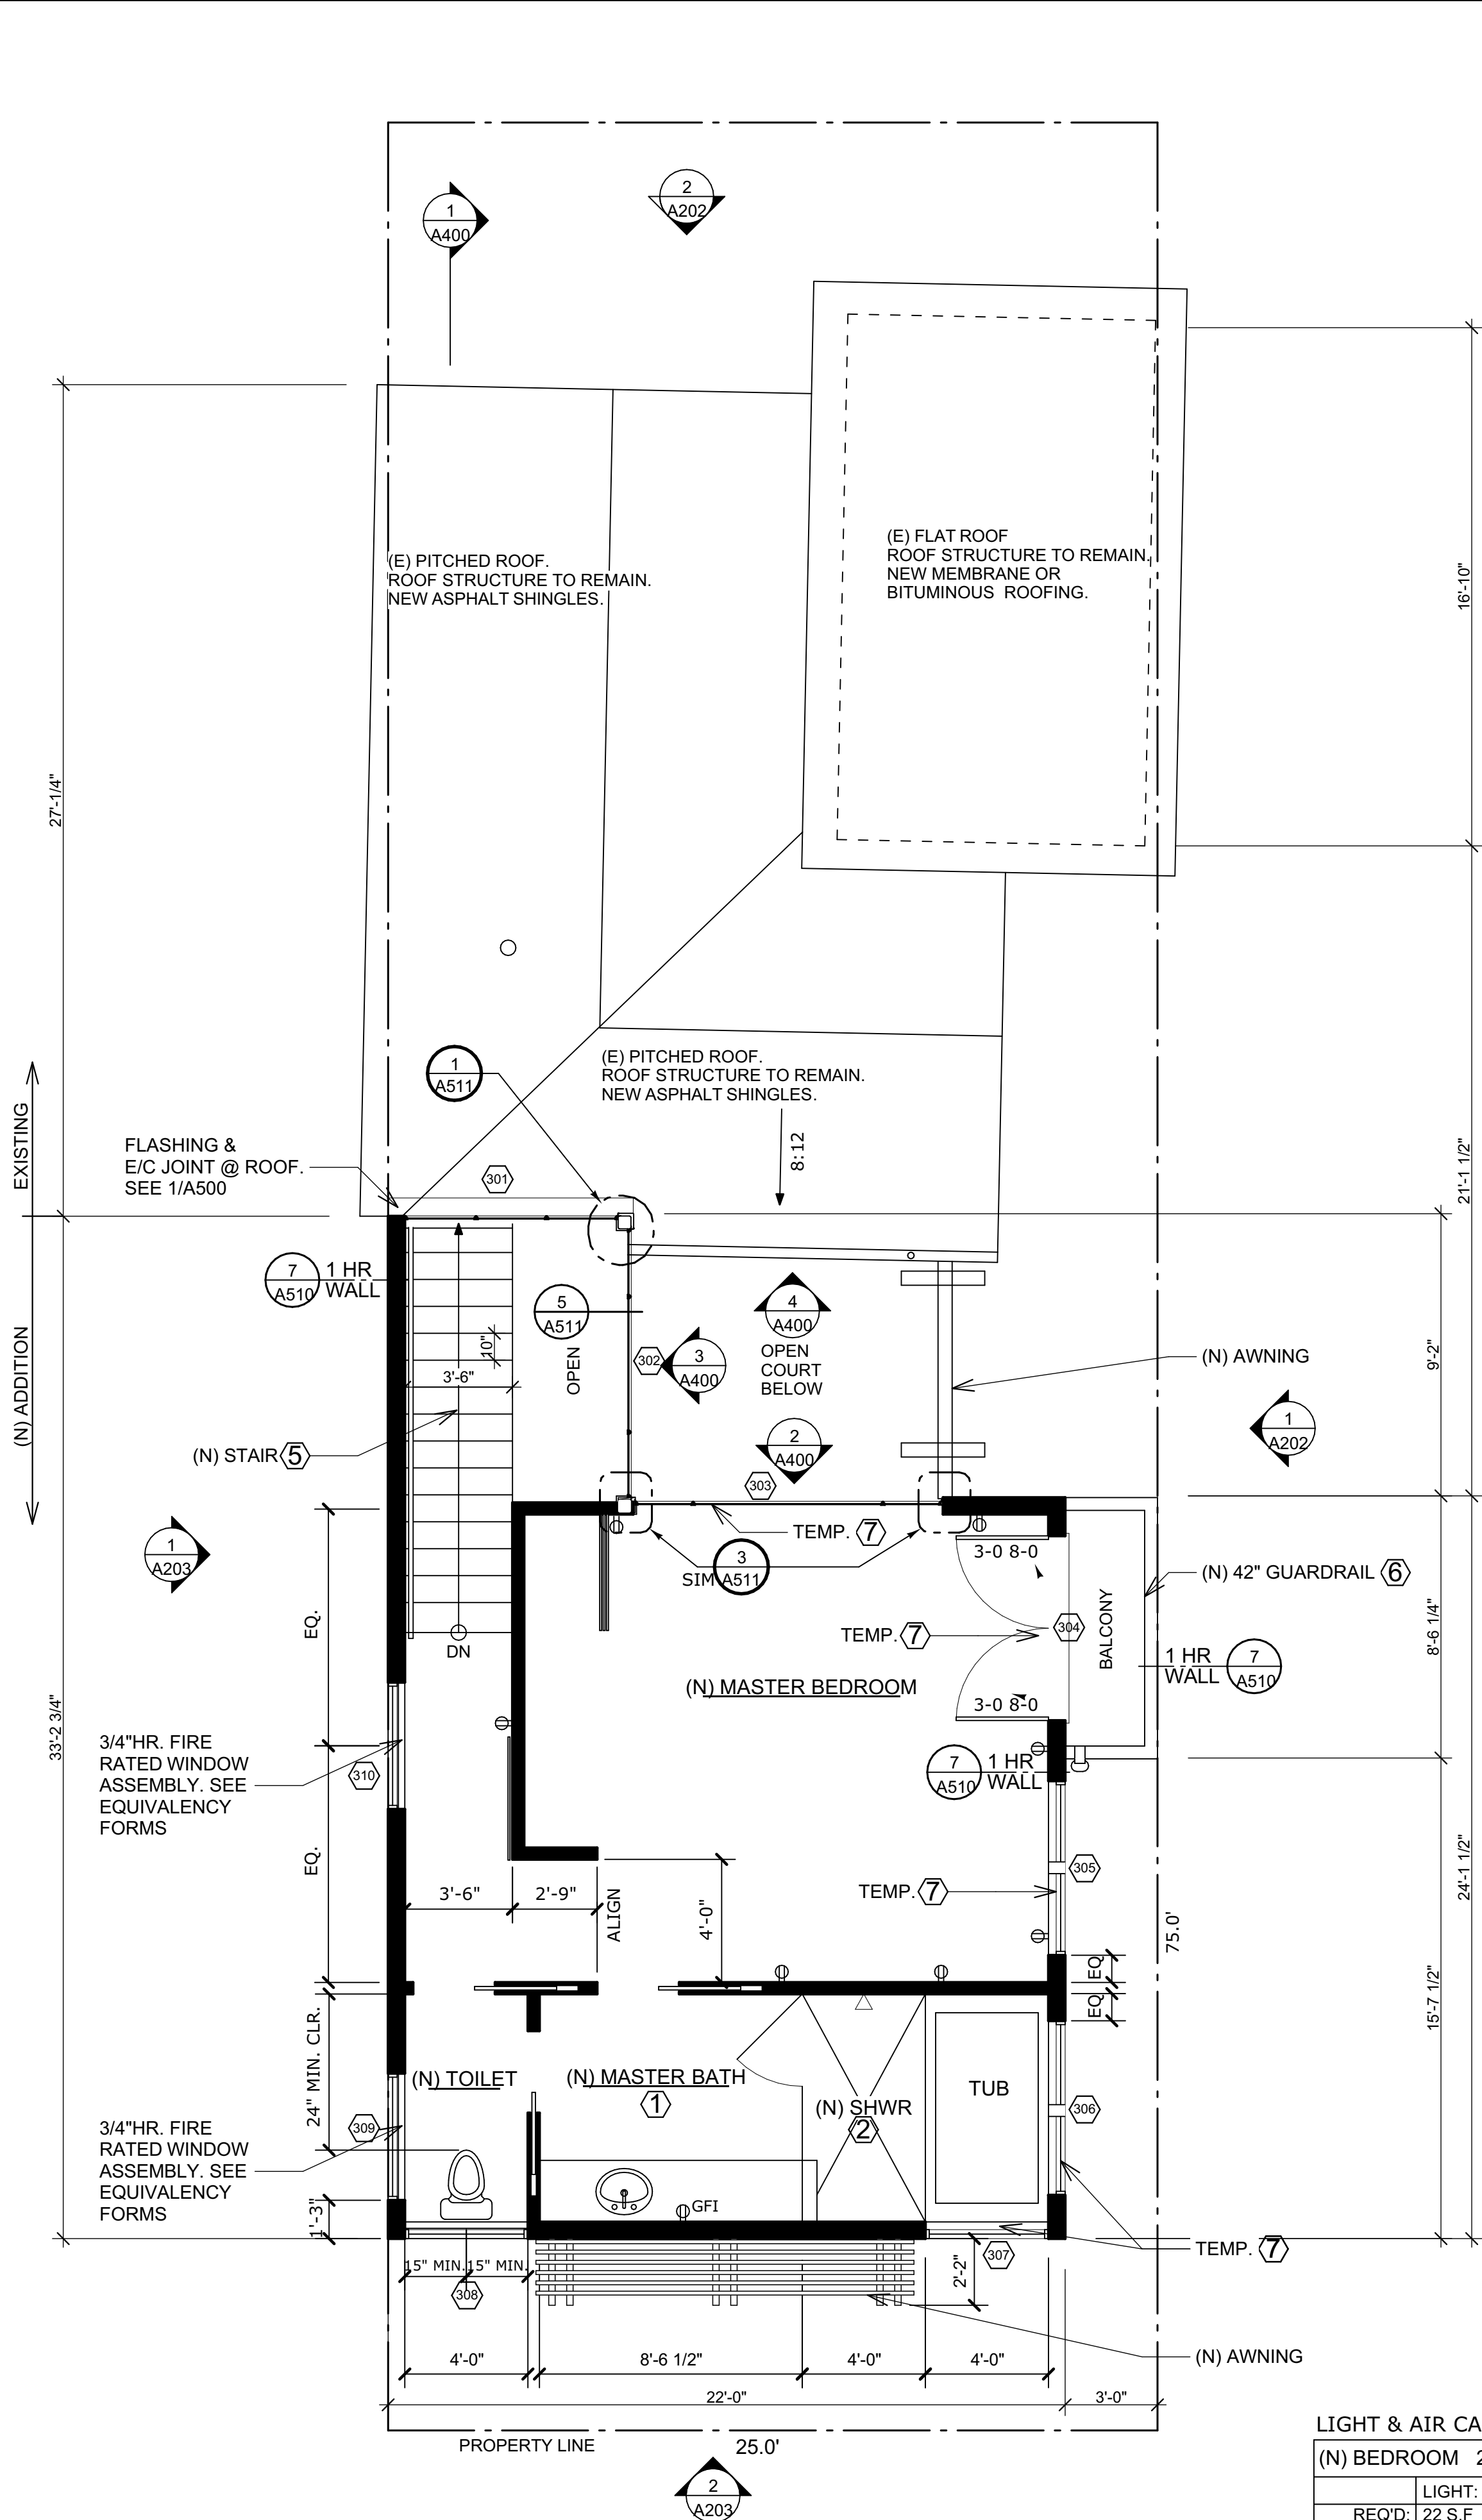 1
A400
2
A202
(E) PITCHED ROOF.
ROOF STRUCTURE TO REMAIN.
NEW ASPHALT SHINGLES.
(E) FLAT ROOF
ROOF STRUCTURE TO REMAIN.
NEW MEMBRANE OR
BITUMINOUS ROOFING.
16'-10"
27'-1/4"
1
A511
(E) PITCHED ROOF.
ROOF STRUCTURE TO REMAIN.
NEW ASPHALT SHINGLES.
8:12
EXISTING
(N) ADDITION
FLASHING &
E/C JOINT @ ROOF.
SEE 1/A500
301
21'-1 1/2"
7
A510
1 HR
WALL
5
A511
OPEN
10"
3'-6"
302
3
A400
4
A400
OPEN
COURT
BELOW
2
A400
(N) AWNING
9'-2"
1
A202
(N) STAIR 5
303
TEMP. 7
3
A511
SIM
1
A203
3-0 8-0
(N) 42" GUARDRAIL 6
304
BALCONY
TEMP. 7
DN
EQ.
1 HR
WALL
7
A510
8'-6 1/4"
(N) MASTER BEDROOM
3-0 8-0
33'-2 3/4"
3/4"HR. FIRE
RATED WINDOW
ASSEMBLY. SEE
EQUIVALENCY
FORMS
310
7
A510
1 HR
WALL
EQ.
305
TEMP. 7
3'-6"
2'-9"
ALIGN
4'-0"
75.0'
24'-1 1/2"
EQ
EQ
15'-7 1/2"
24" MIN. CLR.
(N) TOILET
(N) MASTER BATH
1
(N) SHWR
2
TUB
306
3/4"HR. FIRE
RATED WINDOW
ASSEMBLY. SEE
EQUIVALENCY
FORMS
309
1'-3"
GFI
15" MIN.
15" MIN.
308
307
2'-2"
TEMP. 7
(N) AWNING
4'-0"
8'-6 1/2"
4'-0"
4'-0"
22'-0"
3'-0"
PROPERTY LINE
25.0'
2
A203
LIGHT & AIR CA
(N) BEDROOM 2
LIGHT:
REQ'D: 22 S.F